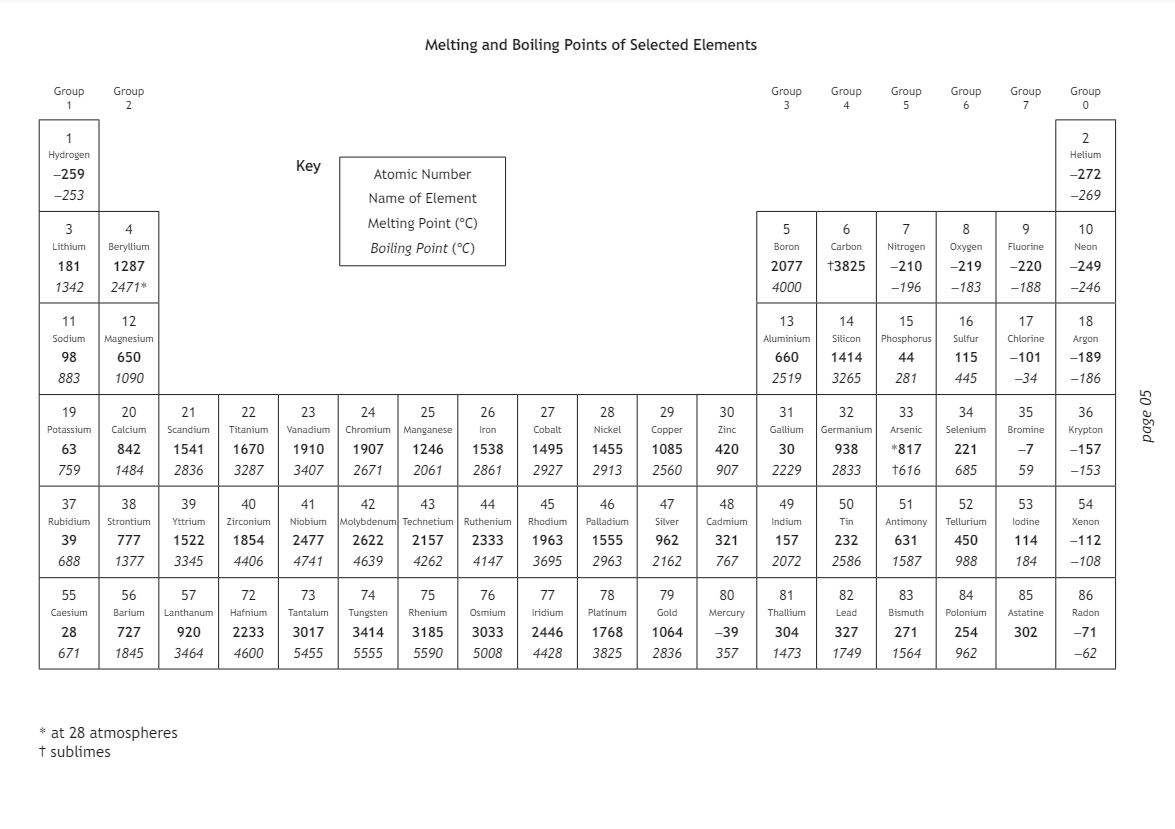 Melting and Boiling Points of Selected Elements
Group 1
Group 2
Group 3
Group 4
Group 5
Group 6
Group 7
Group 0
Key
Atomic Number
Name of Element
Melting Point (°C)
Boiling Point (°C)
1
Hydrogen
–259
–253
2
Helium
–272
–269
3
Lithium
181
1342
4
Beryllium
1287
2471*
5
Boron
2077
4000
6
Carbon
†3825
7
Nitrogen
–210
–196
8
Oxygen
–219
–183
9
Fluorine
–220
–188
10
Neon
–249
–246
11
Sodium
98
883
12
Magnesium
650
1090
13
Aluminium
660
2519
14
Silicon
1414
3265
15
Phosphorus
44
281
16
Sulfur
115
445
17
Chlorine
–101
–34
18
Argon
–189
–186
19
Potassium
63
759
20
Calcium
842
1484
21
Scandium
1541
2836
22
Titanium
1670
3287
23
Vanadium
1910
3407
24
Chromium
1907
2671
25
Manganese
1246
2061
26
Iron
1538
2861
27
Cobalt
1495
2927
28
Nickel
1455
2913
29
Copper
1085
2560
30
Zinc
420
907
31
Gallium
30
2229
32
Germanium
938
2833
33
Arsenic
*817
†616
34
Selenium
221
685
35
Bromine
–7
59
36
Krypton
–157
–153
37
Rubidium
39
688
38
Strontium
777
1377
39
Yttrium
1522
3345
40
Zirconium
1854
4406
41
Niobium
2477
4741
42
Molybdenum
2622
4639
43
Technetium
2157
4262
44
Ruthenium
2333
4147
45
Rhodium
1963
3695
46
Palladium
1555
2963
47
Silver
962
2162
48
Cadmium
321
767
49
Indium
157
2072
50
Tin
232
2586
51
Antimony
631
1587
52
Tellurium
450
988
53
Iodine
114
184
54
Xenon
–112
–108
55
Caesium
28
671
56
Barium
727
1845
57
Lanthanum
920
3464
72
Hafnium
2233
4600
73
Tantalum
3017
5455
74
Tungsten
3414
5555
75
Rhenium
3185
5590
76
Osmium
3033
5008
77
Iridium
2446
4428
78
Platinum
1768
3825
79
Gold
1064
2836
80
Mercury
–39
357
81
Thallium
304
1473
82
Lead
327
1749
83
Bismuth
271
1564
84
Polonium
254
962
85
Astatine
302
86
Radon
–71
–62
page 05
* at 28 atmospheres
† sublimes